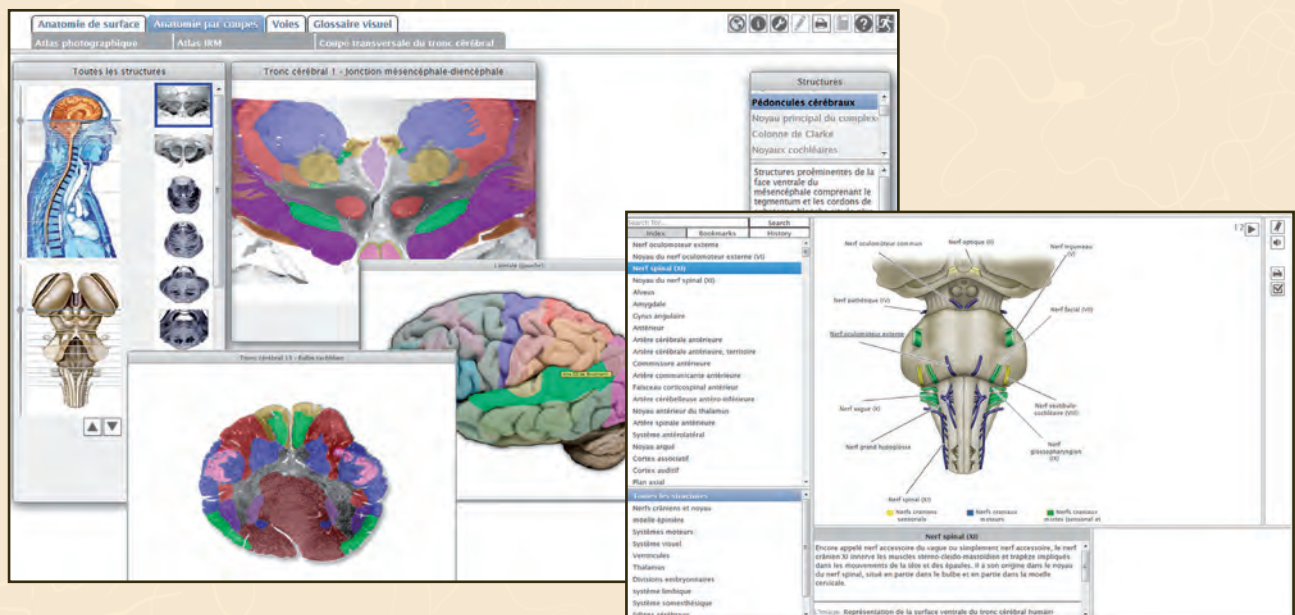 Anatomie de surface
Anatomie par coupes
Voies
Glossaire visuel
Atlas photographique
Atlas IRM
Coupe transversale du tronc cérébral
Toutes les structures
Tronc cérébral 1 - Jonction mésencéphale-diencéphale
Structures
Pédoncules cérébraux
Noyau principal du complexe
Colonne de Clarke
Noyaux cochléaires
Structures proéminentes de la
face ventrale du
mésencéphale comprenant le
tegmentum et les cordons de
Latérale (gauche)
Tronc cérébral 13 - Bulbe rachidien
Search for...
Search
Index
Bookmarks
History
Nerf oculomoteur externe
Noyau du nerf oculomoteur externe (VI)
Nerf spinal (XI)
Noyau du nerf spinal (XI)
Alveus
Amygdale
Gyrus angulaire
Antérieur
Artère cérébrale antérieure
Artère cérébrale antérieure, territoire
Commissure antérieure
Artère communicante antérieure
Faisceau corticospinal antérieur
Artère cérébelleuse antéro-inférieure
Noyau antérieur du thalamus
Artère spinale antérieure
Système antérolatéral
Noyau arqué
Cortex associatif
Cortex auditif
Plan axial
Toutes les structures
Nerfs crâniens et noyau
moelle épinière
Systèmes moteurs
Système visuel
Ventricules
Thalamus
Divisions embryonnaires
système limbique
Système somesthésique
1 2
Nerf oculomoteur commun
Nerf optique (II)
Nerf trijumeau
(V)
Nerf pathétique (IV)
Nerf facial (VII)
Nerf oculomoteur externe
Nerf vague (X)
Nerf vestibulo-
cochléaire (VIII)
Nerf grand hypoglosse
Nerf
glossopharyngien
(IX)
Nerf spinal (XI)
Nerfs crâniens
sensoriels
Nerfs craniaux
moteurs
Nerfs craniaux
mixtes (sensoriel et
Nerf spinal (XI)
Encore appelé nerf accessoire du vague ou simplement nerf accessoire, le nerf
crânien XI innerve les muscles sterno-cleido-mastoïdien et trapèze impliqués
dans les mouvements de la tête et des épaules. Il a son origine dans le noyau
du nerf spinal, situé en partie dans le bulbe et en partie dans la moelle
cervicale.
L'image: Représentation de la surface ventrale du tronc cérébral humain